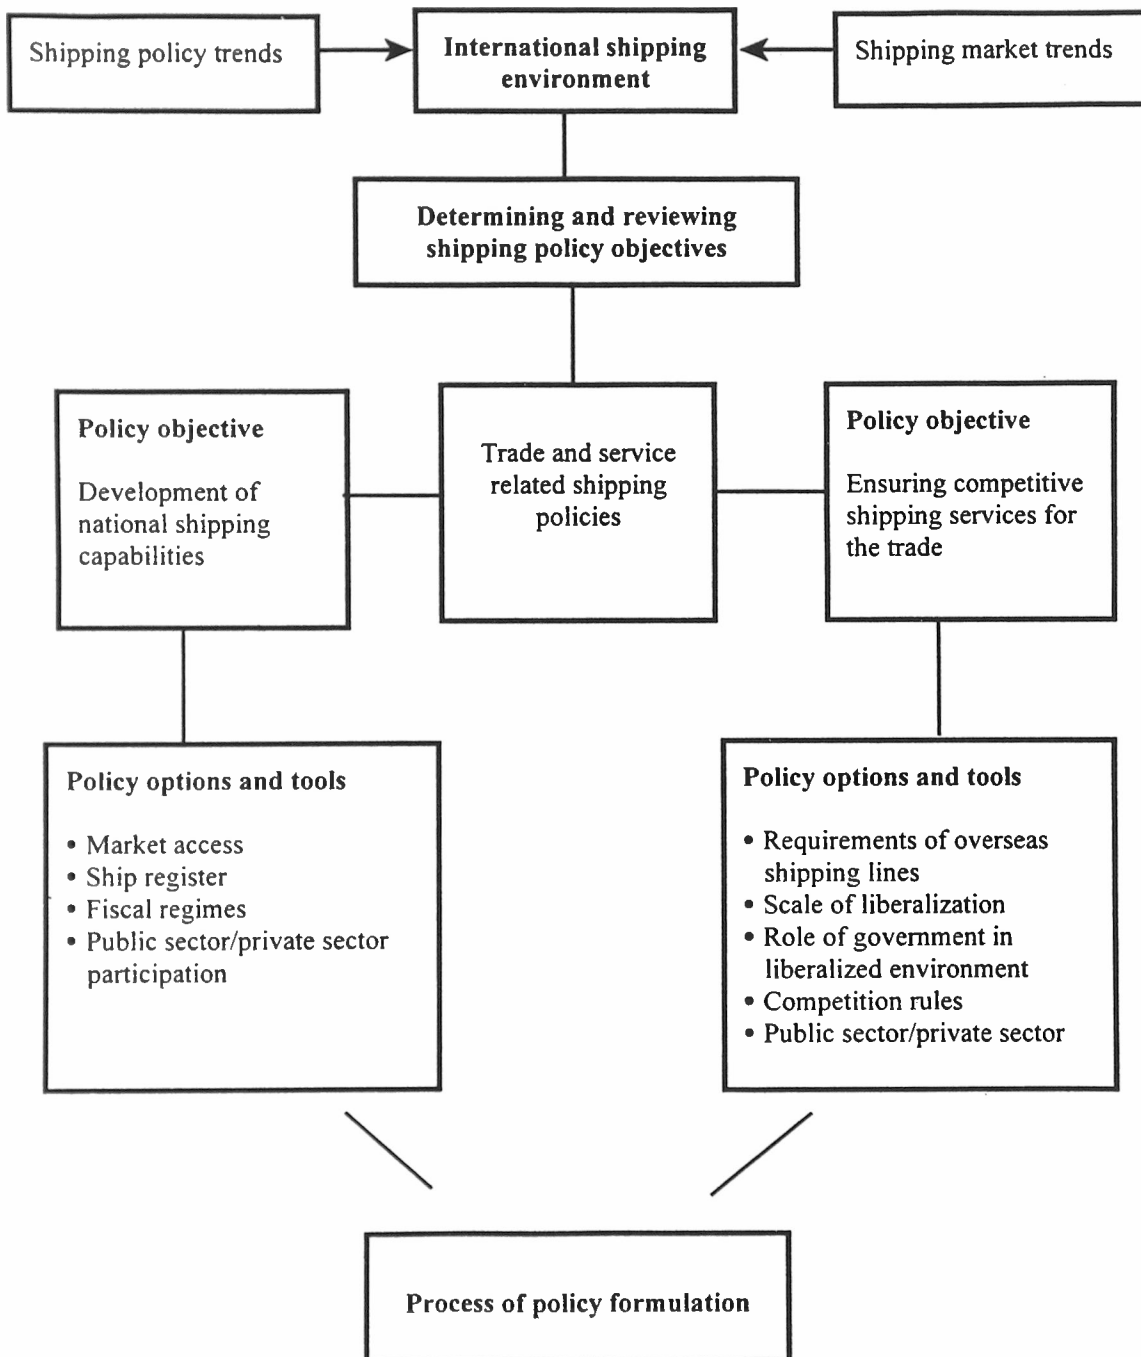 Shipping policy trends
International shipping
environment
Shipping market trends
Determining and reviewing
shipping policy objectives
Policy objective
Development of
national shipping
capabilities
Trade and service
related shipping
policies
Policy objective
Ensuring competitive
shipping services for
the trade
Policy options and tools
• Market access
• Ship register
• Fiscal regimes
• Public sector/private sector
participation
Policy options and tools
• Requirements of overseas
shipping lines
• Scale of liberalization
• Role of government in
liberalized environment
• Competition rules
• Public sector/private sector
Process of policy formulation